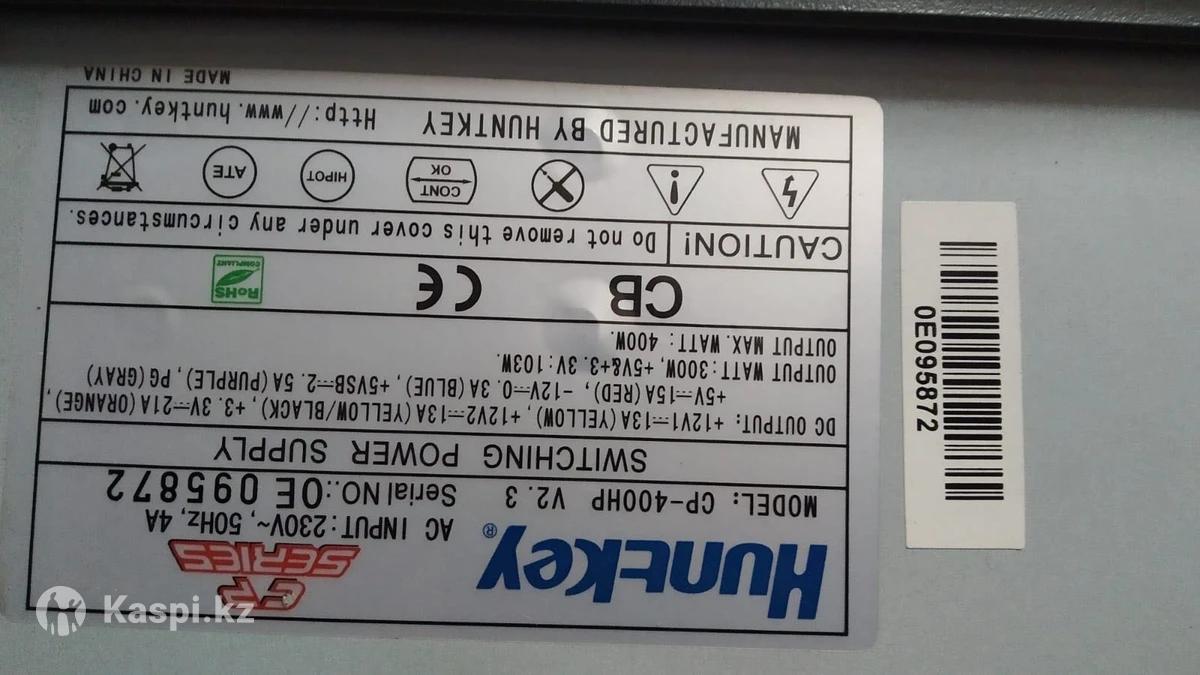 Huntkey®
CP SERIES
AC INPUT: 230V~, 50Hz, 4A
MODEL: CP-400HP V2.3
Serial NO.: 0E 095872
SWITCHING POWER SUPPLY
DC OUTPUT: +12V1⎓13A(YELLOW), +12V2⎓13A(YELLOW/BLACK), +3.3V⎓21A(ORANGE),
+5V⎓15A(RED), -12V⎓0.3A(BLUE), +5VSB⎓2.5A(PURPLE), PG(GRAY)
OUTPUT WATT: 300W, +5V&+3.3V:103W.
OUTPUT MAX.WATT: 400W.
CB CE RoHS COMPLIANT
CAUTION! Do not remove this cover under any circumstances.
CONT OK HIPOT ATE
MANUFACTURED BY HUNTKEY Http://www.huntkey.com
MADE IN CHINA
0E095872
Kaspi.kz